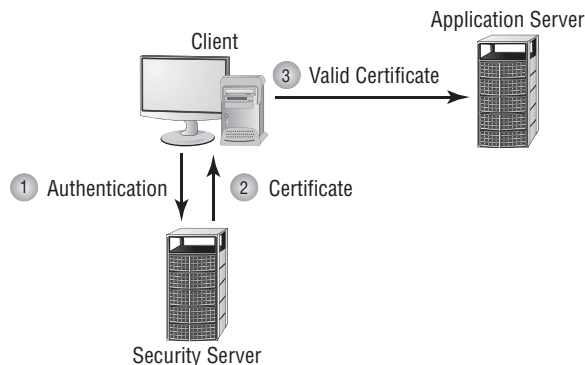 Application Server
Client
3 Valid Certificate
1 Authentication
2 Certificate
Security Server